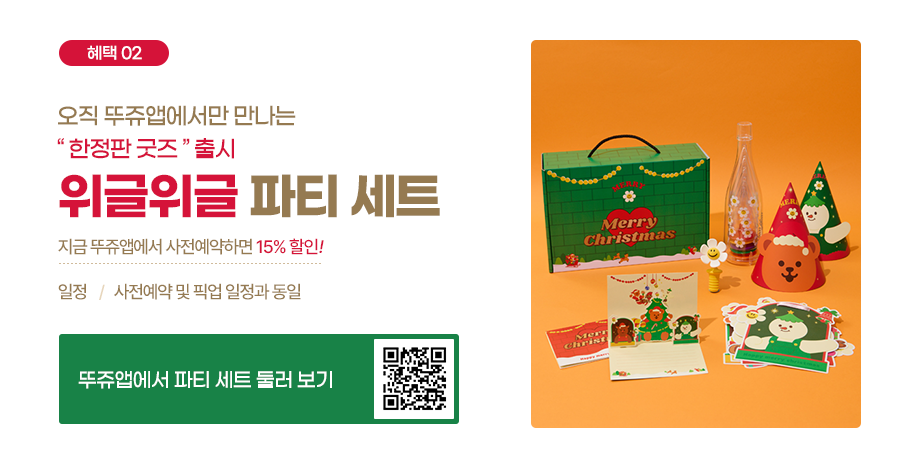 혜택 02
오직 뚜쥬앱에서만 만나는
“ 한정판 굿즈 ” 출시
위글위글 파티 세트
지금 뚜쥬앱에서 사전예약하면 15% 할인!
일정 / 사전예약 및 픽업 일정과 동일
뚜쥬앱에서 파티 세트 둘러 보기
Merry
Christmas
MERRY
Merry
Christmas